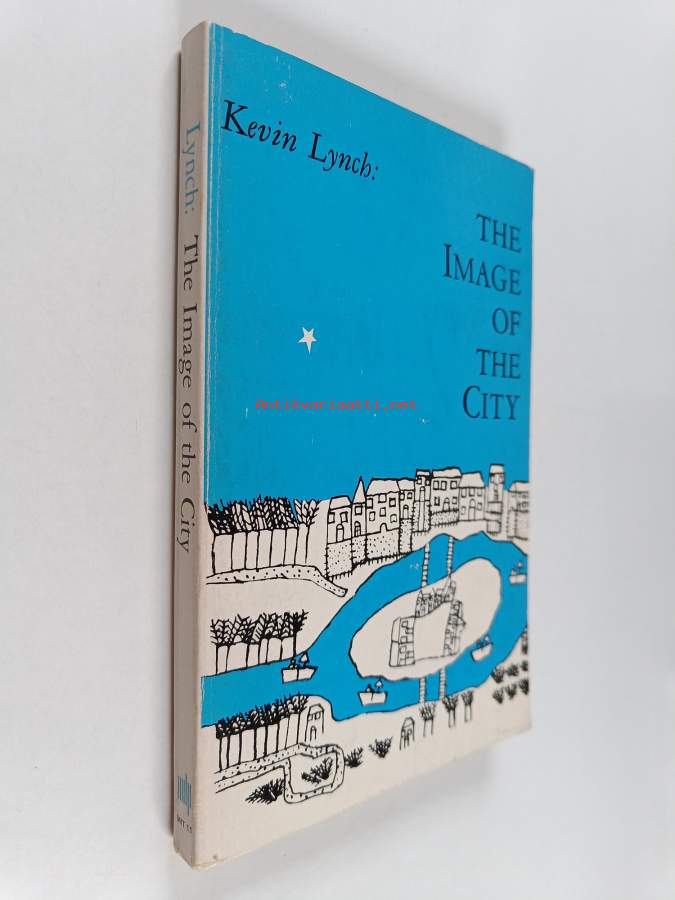 Kevin Lynch:
THE
IMAGE
OF
THE
CITY
Antikvariaatti.net
Lynch: The Image of the City